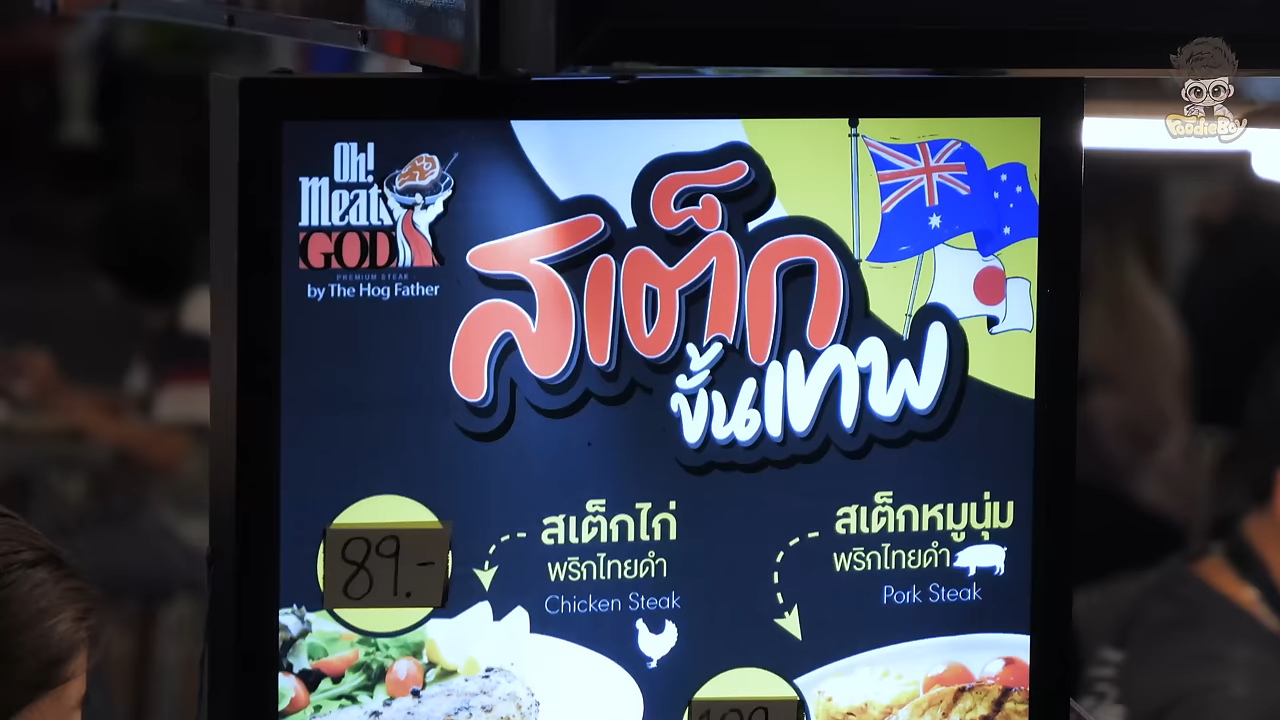 FoodieBoy
Oh!
Meats
GOD
PREMIUM STEAK
by The Hog Father
สเต็ก
ขั้นเทพ
89.-
สเต็กไก่
พริกไทยดำ
Chicken Steak
สเต็กหมูนุ่ม
พริกไทยดำ
Pork Steak